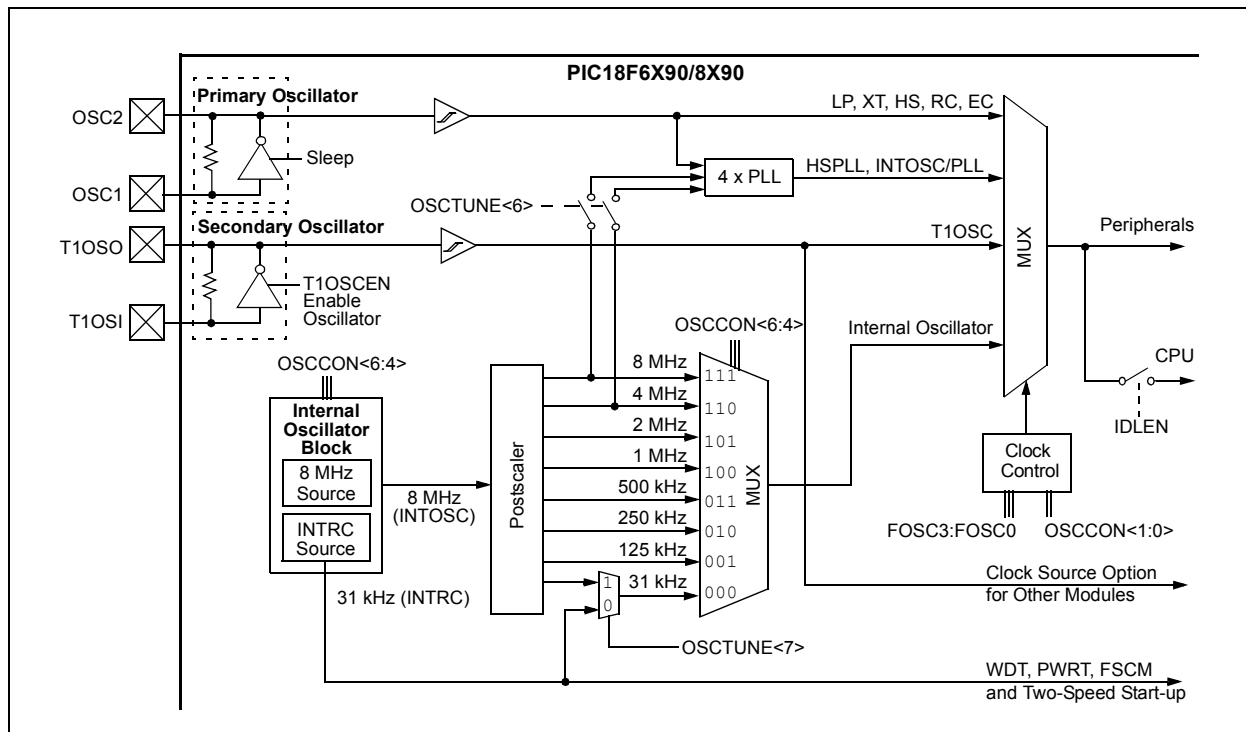 PIC18F6X90/8X90
Primary Oscillator
LP, XT, HS, RC, EC
OSC2
Sleep
4 x PLL
HSPLL, INTOSC/PLL
OSC1
OSCTUNE<6>
Secondary Oscillator
T1OSO
T1OSC
MUX
Peripherals
T1OSCEN
Enable
Oscillator
T1OSI
Internal Oscillator
OSCCON<6:4>
OSCCON<6:4>
CPU
IDLEN
Internal
Oscillator
Block
8 MHz
Source
INTRC
Source
8 MHz
(INTOSC)
31 kHz (INTRC)
Postscaler
8 MHz
111
4 MHz
110
2 MHz
101
1 MHz
100
500 kHz
011
250 kHz
010
125 kHz
001
1
0
31 kHz
000
MUX
Clock
Control
FOSC3:FOSC0
OSCCON<1:0>
Clock Source Option
for Other Modules
OSCTUNE<7>
WDT, PWRT, FSCM
and Two-Speed Start-up